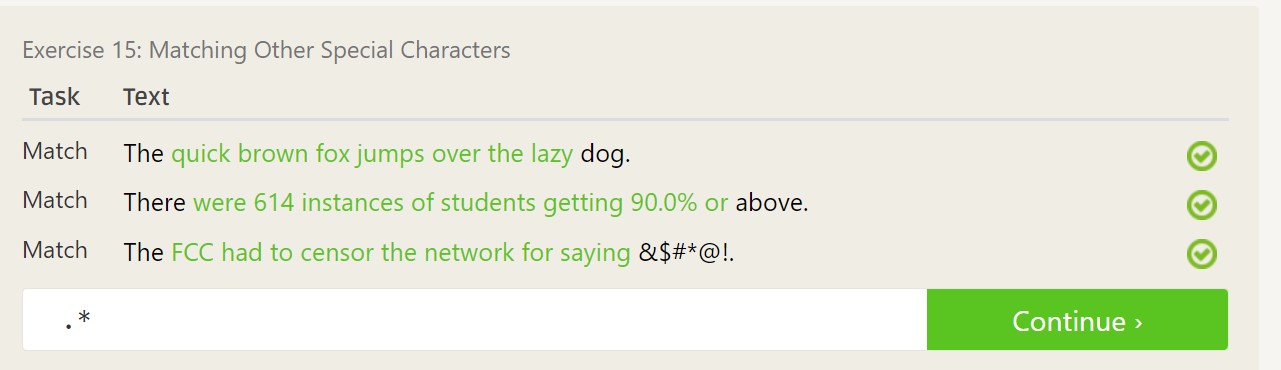 Exercise 15: Matching Other Special Characters
Task Text
Match The quick brown fox jumps over the lazy dog.
Match There were 614 instances of students getting 90.0% or above.
Match The FCC had to censor the network for saying &$#*@!.
.* Continue ›